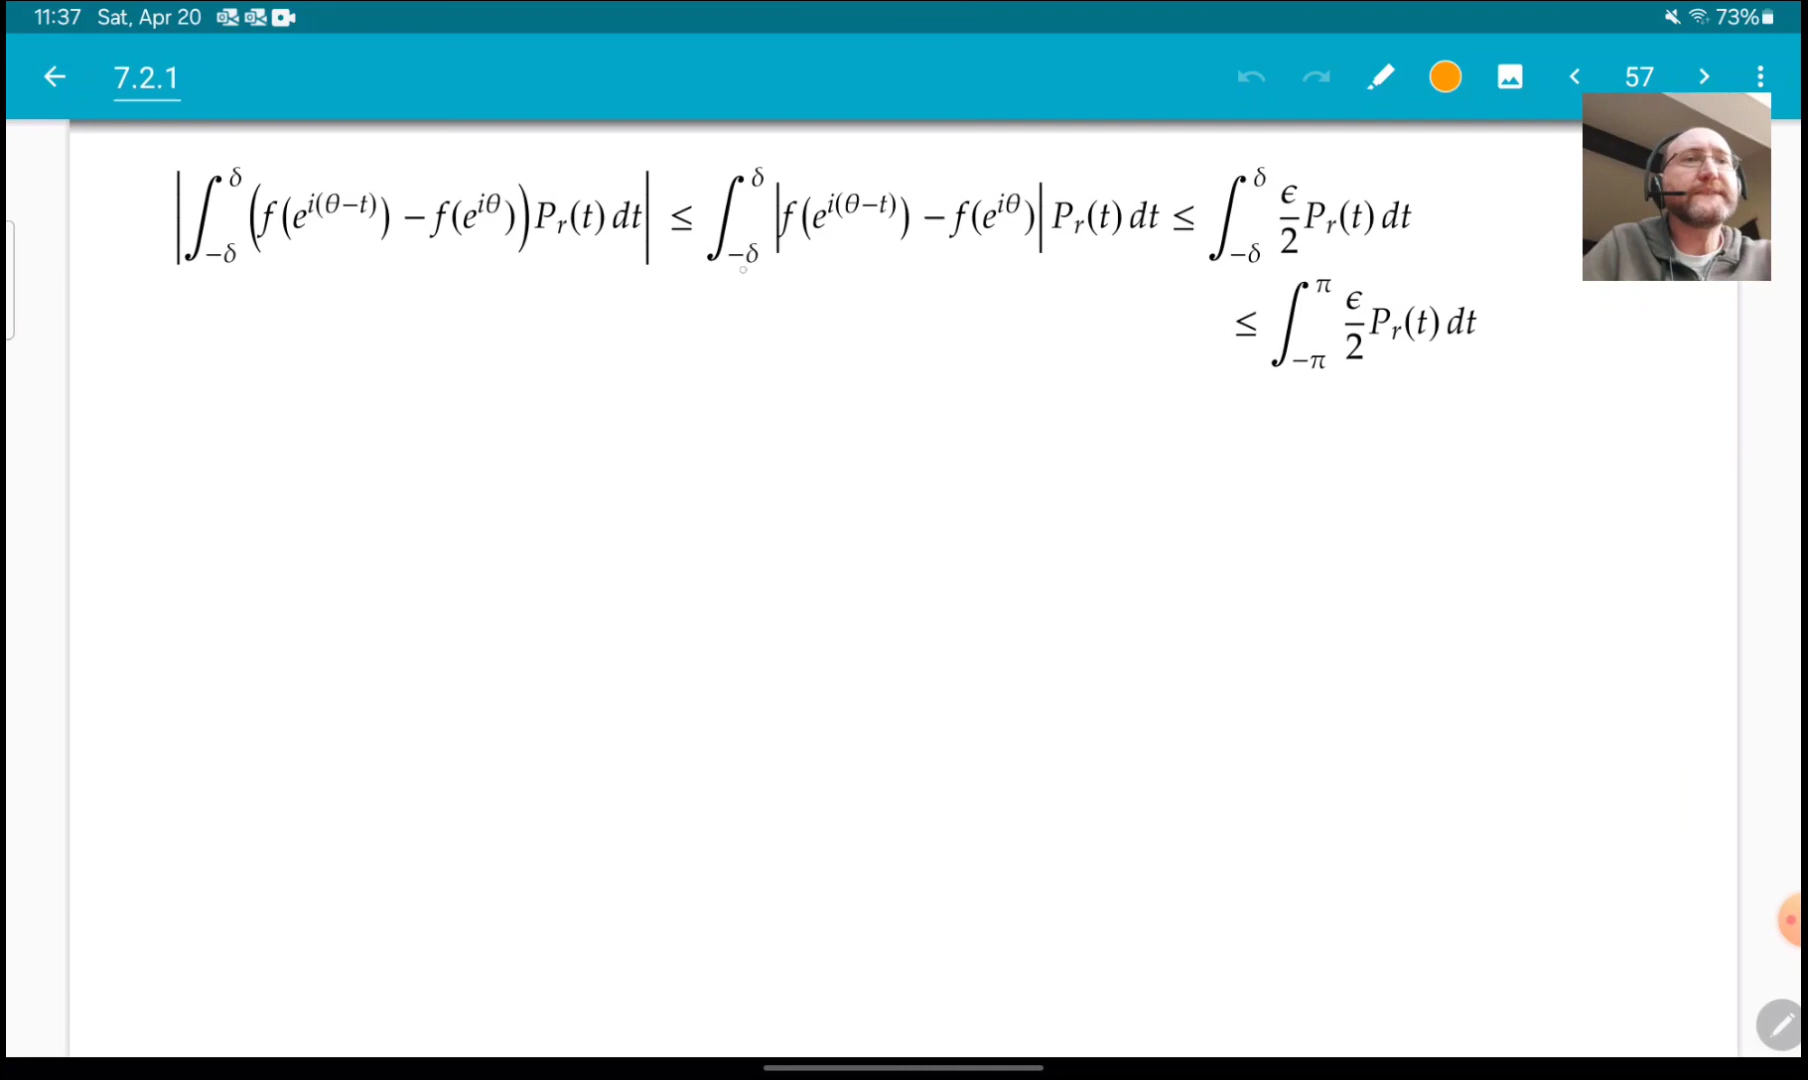 11:37 Sat, Apr 20 73%
7.2.1 57
|∫_{−δ}^{δ} (f(e^{i(θ−t)}) − f(e^{iθ})) P_r(t) dt| ≤ ∫_{−δ}^{δ} |f(e^{i(θ−t)}) − f(e^{iθ})| P_r(t) dt ≤ ∫_{−δ}^{δ} ϵ/2 P_r(t) dt
≤ ∫_{−π}^{π} ϵ/2 P_r(t) dt